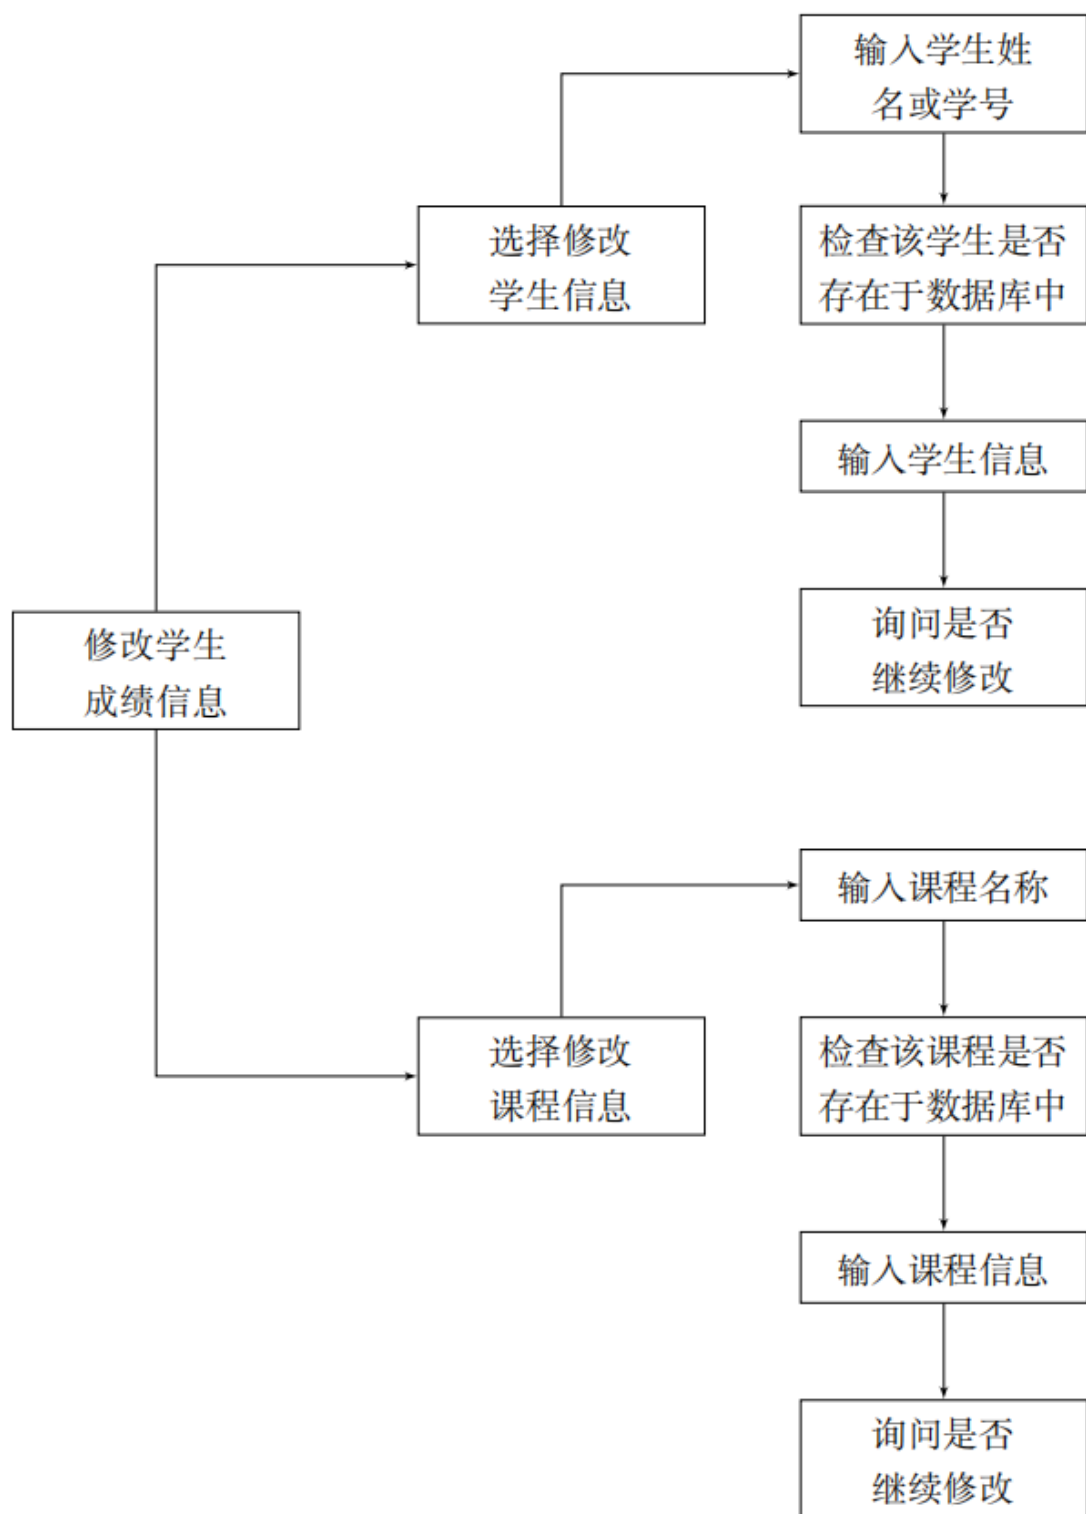 输入学生姓
名或学号
选择修改
学生信息
检查该学生是否
存在于数据库中
输入学生信息
询问是否
继续修改
修改学生
成绩信息
输入课程名称
选择修改
课程信息
检查该课程是否
存在于数据库中
输入课程信息
询问是否
继续修改